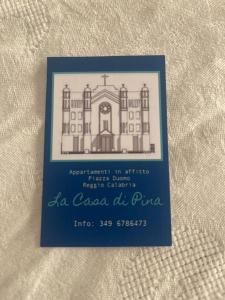 Appartamenti in affitto
Piazza Duomo
Reggio Calabria
La Casa di Pina
Info: 349 6786473